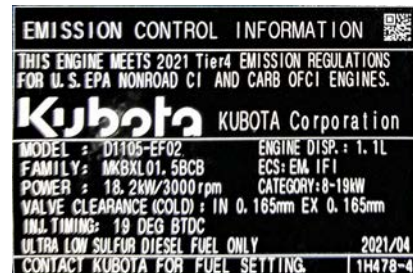 EMISSION CONTROL INFORMATION
THIS ENGINE MEETS 2021 Tier4 EMISSION REGULATIONS
FOR U.S. EPA NONROAD CI AND CARB OFCI ENGINES.
Kubota KUBOTA Corporation
MODEL : D1105-EF02 ENGINE DISP.: 1.1L
FAMILY: MKBXL01.5BCB ECS: EM, IFI
POWER : 18.2kW/3000rpm CATEGORY:8-19kW
VALVE CLEARANCE (COLD) : IN 0.165mm EX 0.165mm
INJ. TIMING: 19 DEG BTDC
ULTRA LOW SULFUR DIESEL FUEL ONLY 2021/04
CONTACT KUBOTA FOR FUEL SETTING. 1H478-4